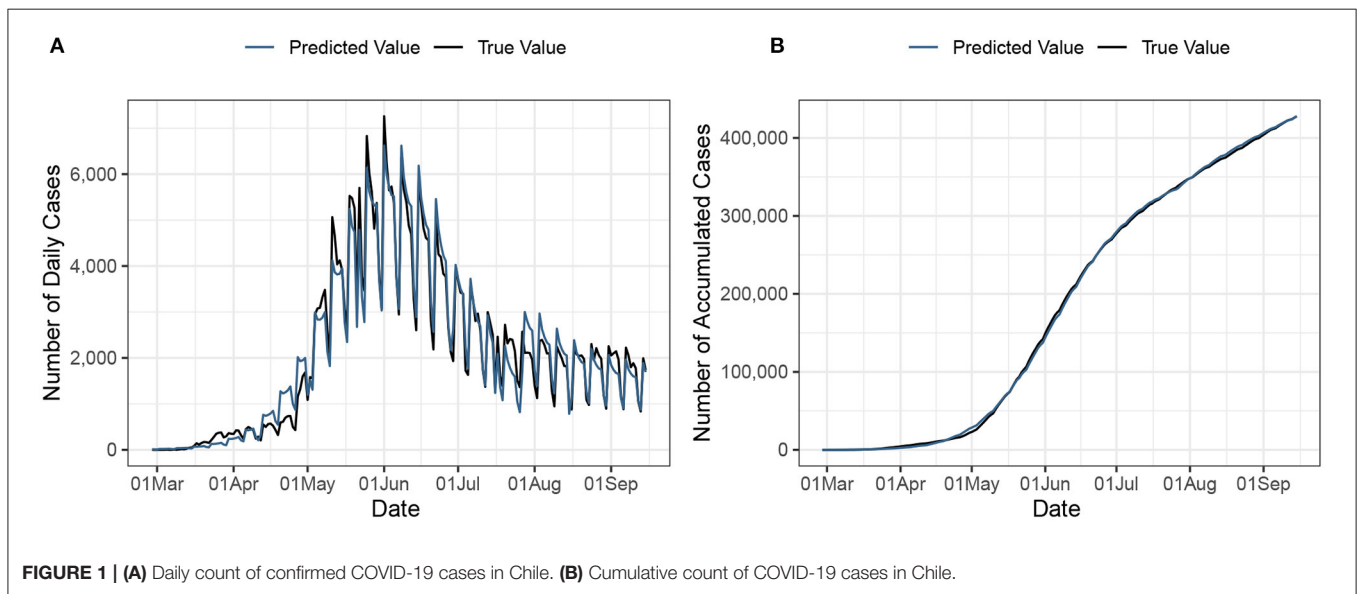 A
Predicted Value
True Value
Number of Daily Cases
6,000
4,000
2,000
0
01Mar 01Apr 01May 01Jun 01Jul 01Aug 01Sep
Date
B
Predicted Value
True Value
Number of Accumulated Cases
400,000
300,000
200,000
100,000
0
01Mar 01Apr 01May 01Jun 01Jul 01Aug 01Sep
Date
FIGURE 1 | (A) Daily count of confirmed COVID-19 cases in Chile. (B) Cumulative count of COVID-19 cases in Chile.